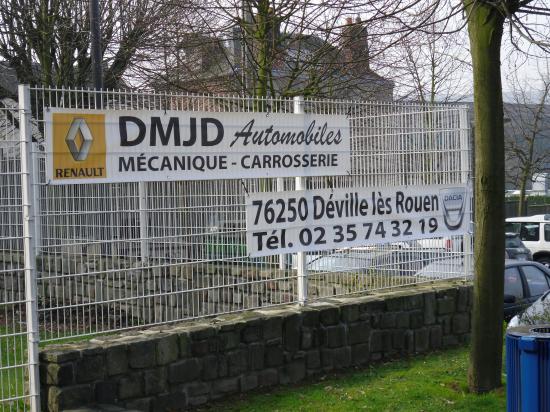 DMJD Automobiles
RENAULT
MÉCANIQUE - CARROSSERIE
76250 Déville lès Rouen
DACIA
Tél. 02 35 74 32 19